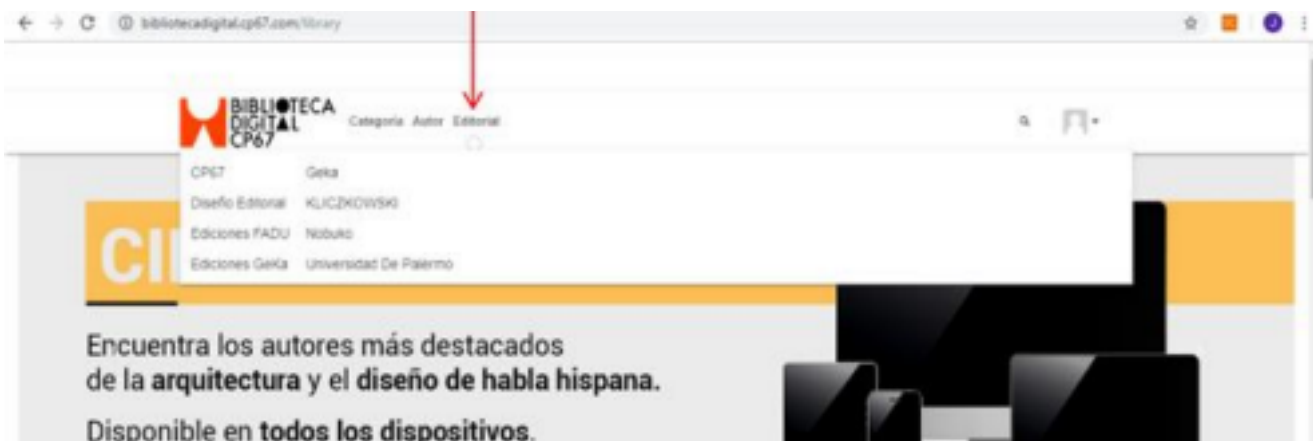 bibliotecadigital.cp67.com/library
J
BIBLIOTECA
DIGITAL
CP67
Categoría Autor Editorial
CP67 Geka
Diseño Editorial KLICZKOWSKI
Ediciones FADU Nobuko
Ediciones GeKa Universidad De Palermo
Encuentra los autores más destacados
de la arquitectura y el diseño de habla hispana.
Disponible en todos los dispositivos.